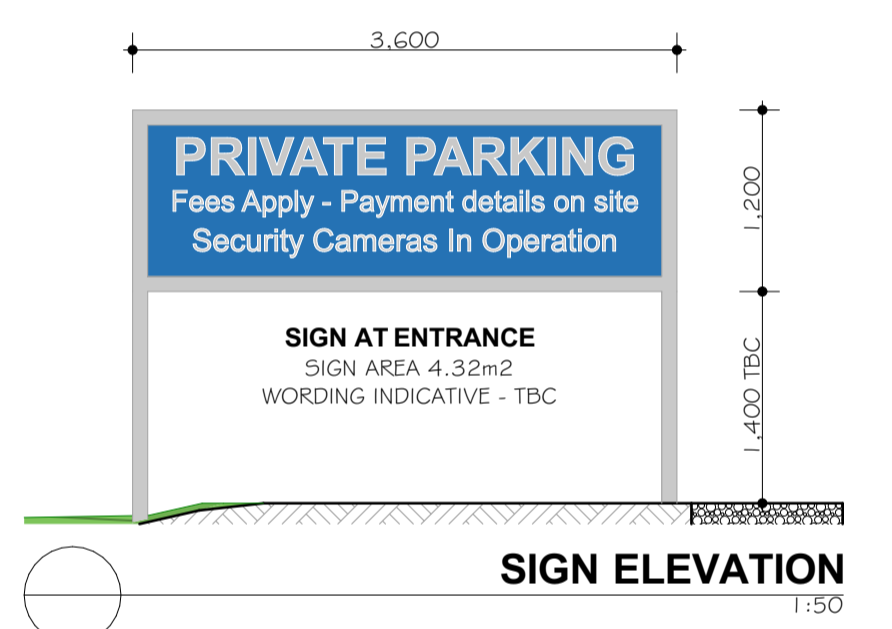 3,600
PRIVATE PARKING
Fees Apply - Payment details on site
Security Cameras In Operation
1,200
SIGN AT ENTRANCE
SIGN AREA 4.32m2
WORDING INDICATIVE - TBC
1,400 TBC
SIGN ELEVATION
1:50